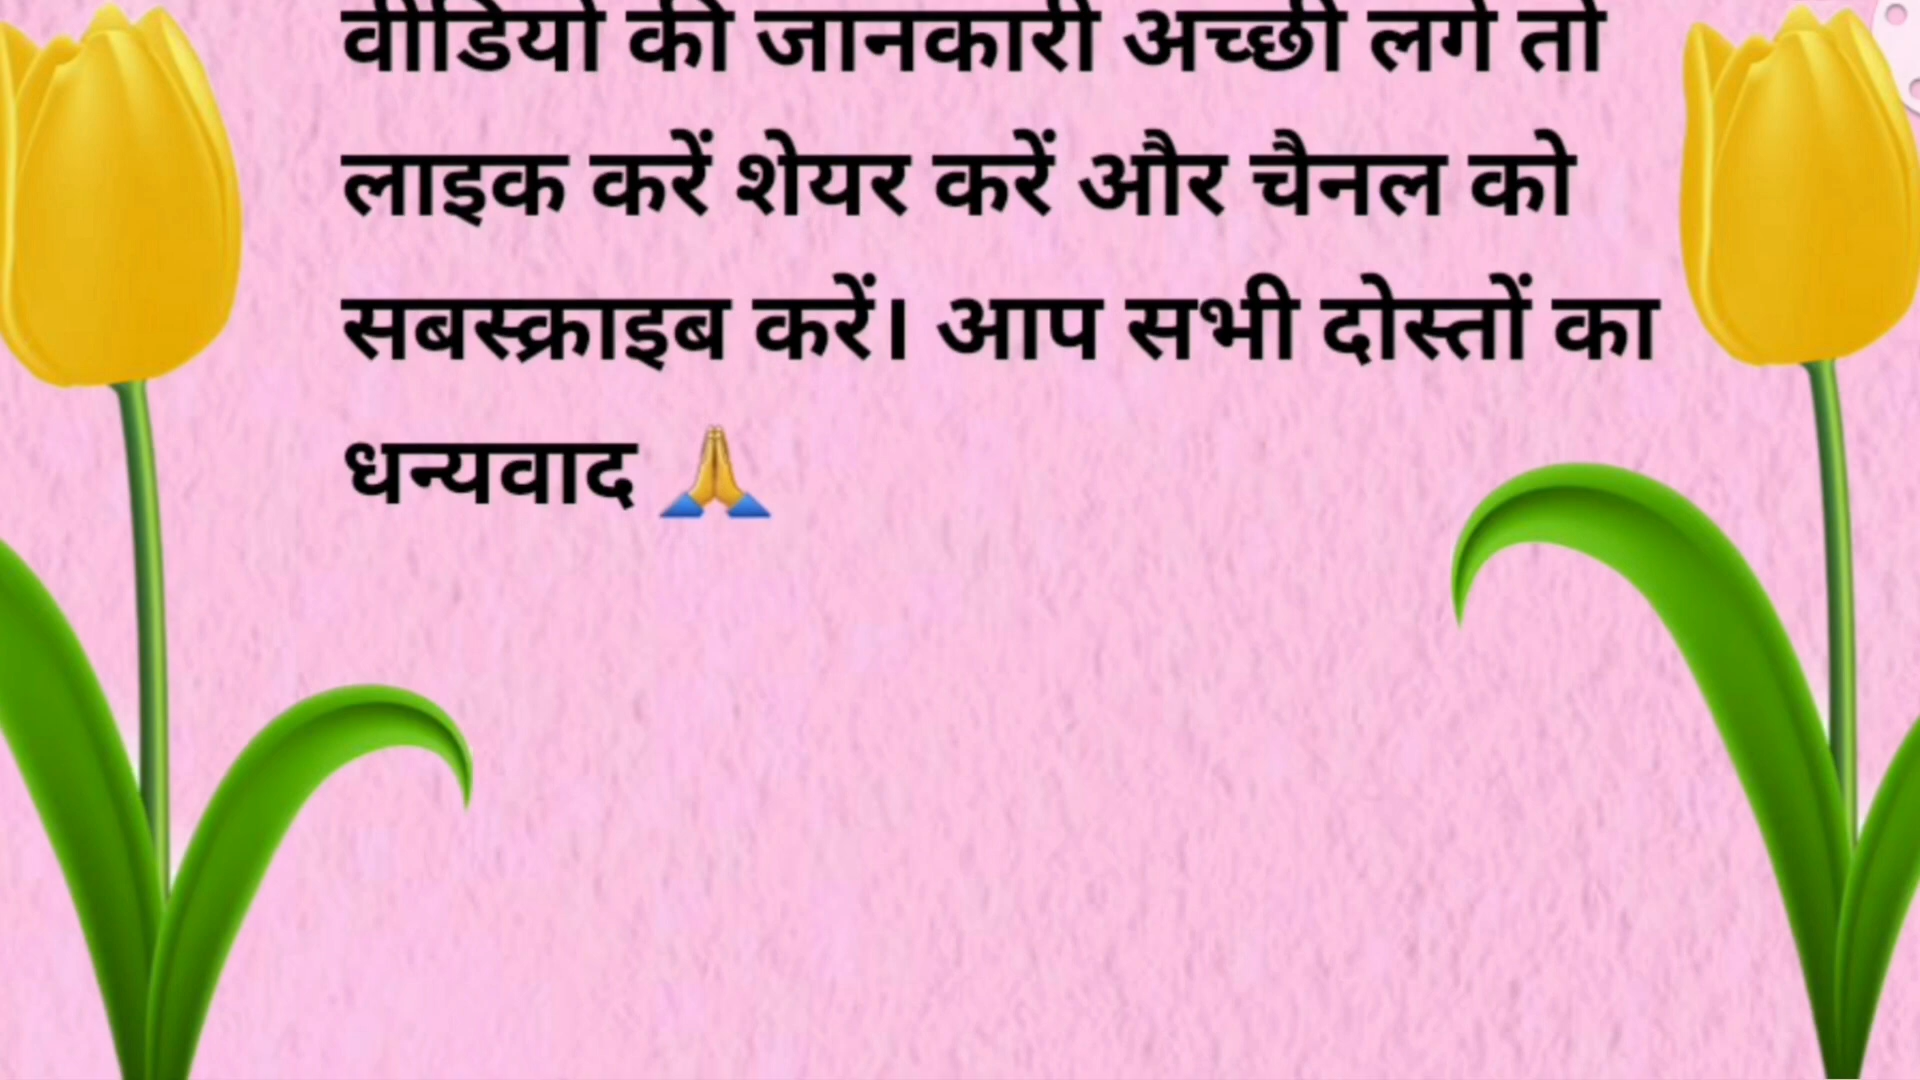 वीडियो की जानकारी अच्छी लगे तो
लाइक करें शेयर करें और चैनल को
सबस्क्राइब करें। आप सभी दोस्तों का
धन्यवाद 🙏